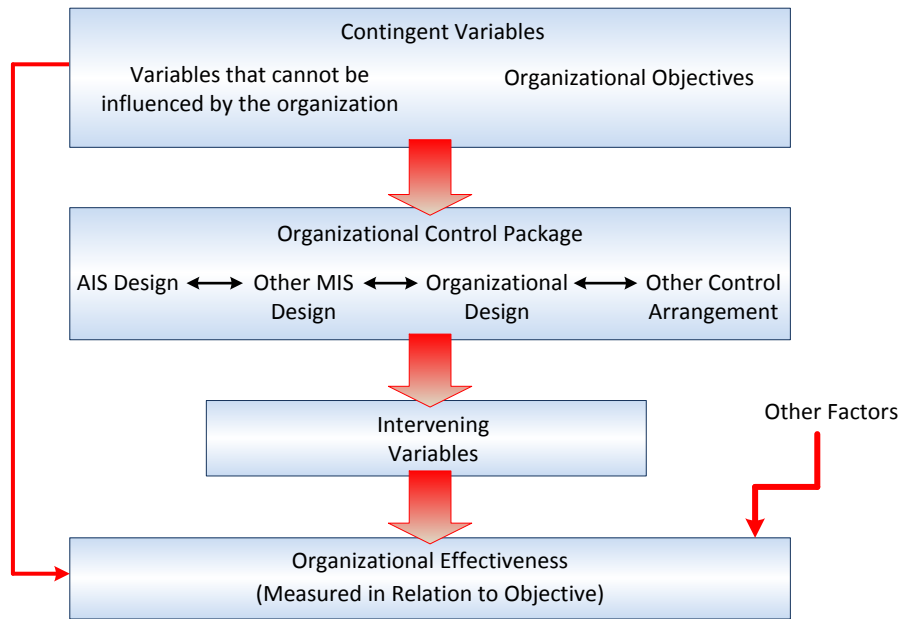 Contingent Variables
Variables that cannot be
influenced by the organization
Organizational Objectives
Organizational Control Package
AIS Design
Other MIS
Design
Organizational
Design
Other Control
Arrangement
Intervening
Variables
Other Factors
Organizational Effectiveness
(Measured in Relation to Objective)